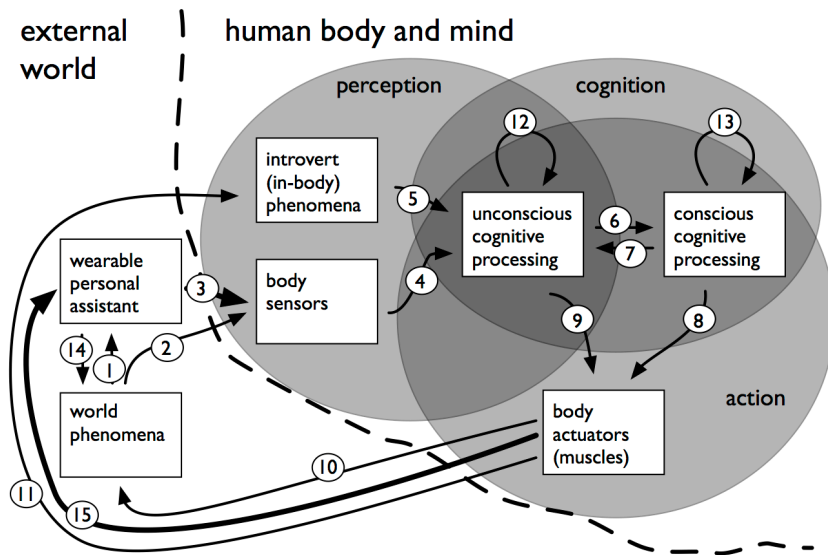 external
world
human body and mind
perception
cognition
12
13
introvert
(in-body)
phenomena
5
unconscious
cognitive
processing
6
7
conscious
cognitive
processing
wearable
personal
assistant
3
body
sensors
4
14
1
2
9
8
world
phenomena
body
actuators
(muscles)
action
10
11
15